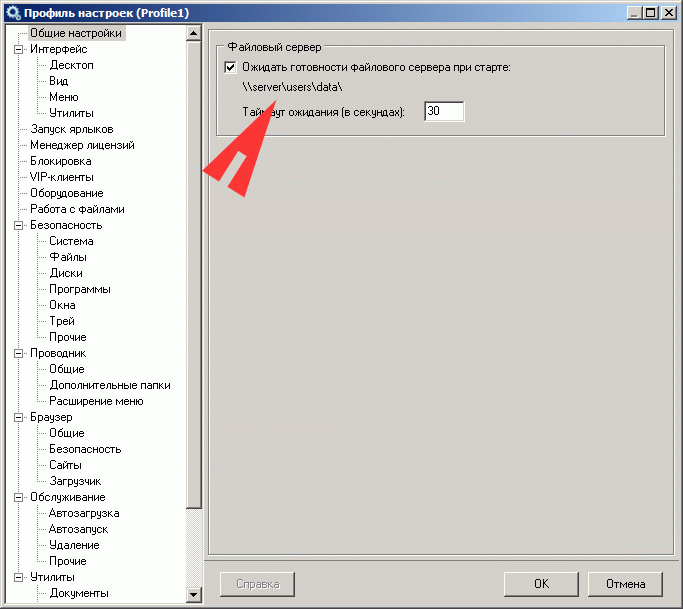 Профиль настроек (Profile1)
Общие настройки
Интерфейс
Десктоп
Вид
Меню
Утилиты
Запуск ярлыков
Менеджер лицензий
Блокировка
VIP-клиенты
Оборудование
Работа с файлами
Безопасность
Система
Файлы
Диски
Программы
Окна
Трей
Прочие
Проводник
Общие
Дополнительные папки
Расширение меню
Браузер
Общие
Безопасность
Сайты
Загрузчик
Обслуживание
Автозагрузка
Автозапуск
Удаление
Прочие
Утилиты
Документы
Файловый сервер
Ожидать готовности файлового сервера при старте:
\\server\users\data\
Таймаут ожидания (в секундах): 30
Справка
OK
Отмена